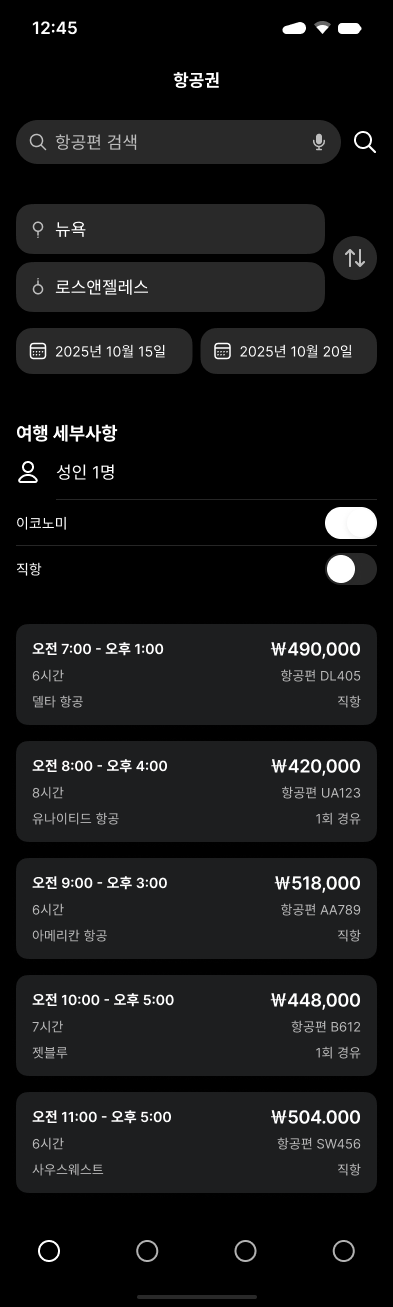 12:45
항공권
항공편 검색
뉴욕
로스앤젤레스
2025년 10월 15일 2025년 10월 20일
여행 세부사항
성인 1명
이코노미
직항
오전 7:00 - 오후 1:00 ₩490,000
6시간 항공편 DL405
델타 항공 직항
오전 8:00 - 오후 4:00 ₩420,000
8시간 항공편 UA123
유나이티드 항공 1회 경유
오전 9:00 - 오후 3:00 ₩518,000
6시간 항공편 AA789
아메리칸 항공 직항
오전 10:00 - 오후 5:00 ₩448,000
7시간 항공편 B612
젯블루 1회 경유
오전 11:00 - 오후 5:00 ₩504.000
6시간 항공편 SW456
사우스웨스트 직항